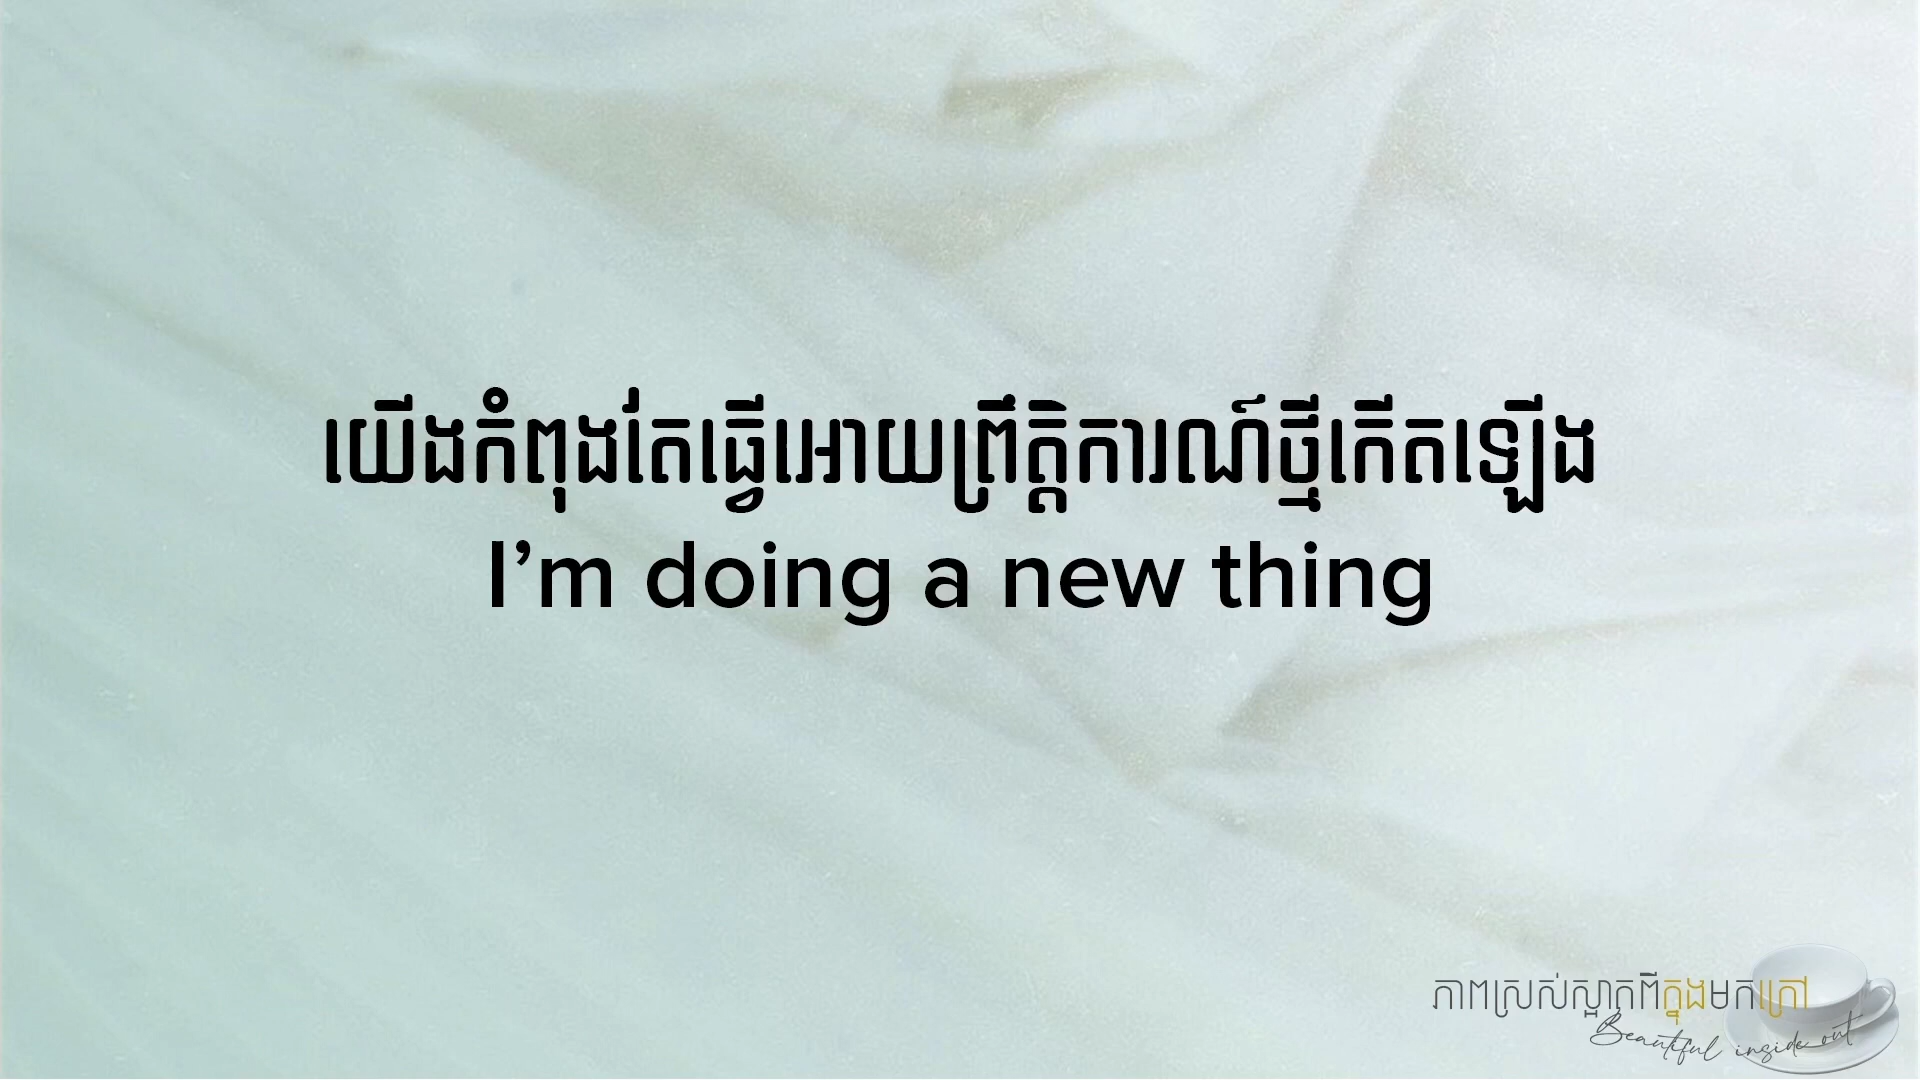 យើងកំពុងតែធ្វើអោយព្រឹត្តិការណ៍ថ្មីកើតឡើង
I’m doing a new thing
ភាពស្រស់ស្អាតពីក្នុងមកក្រៅ
Beautiful inside out